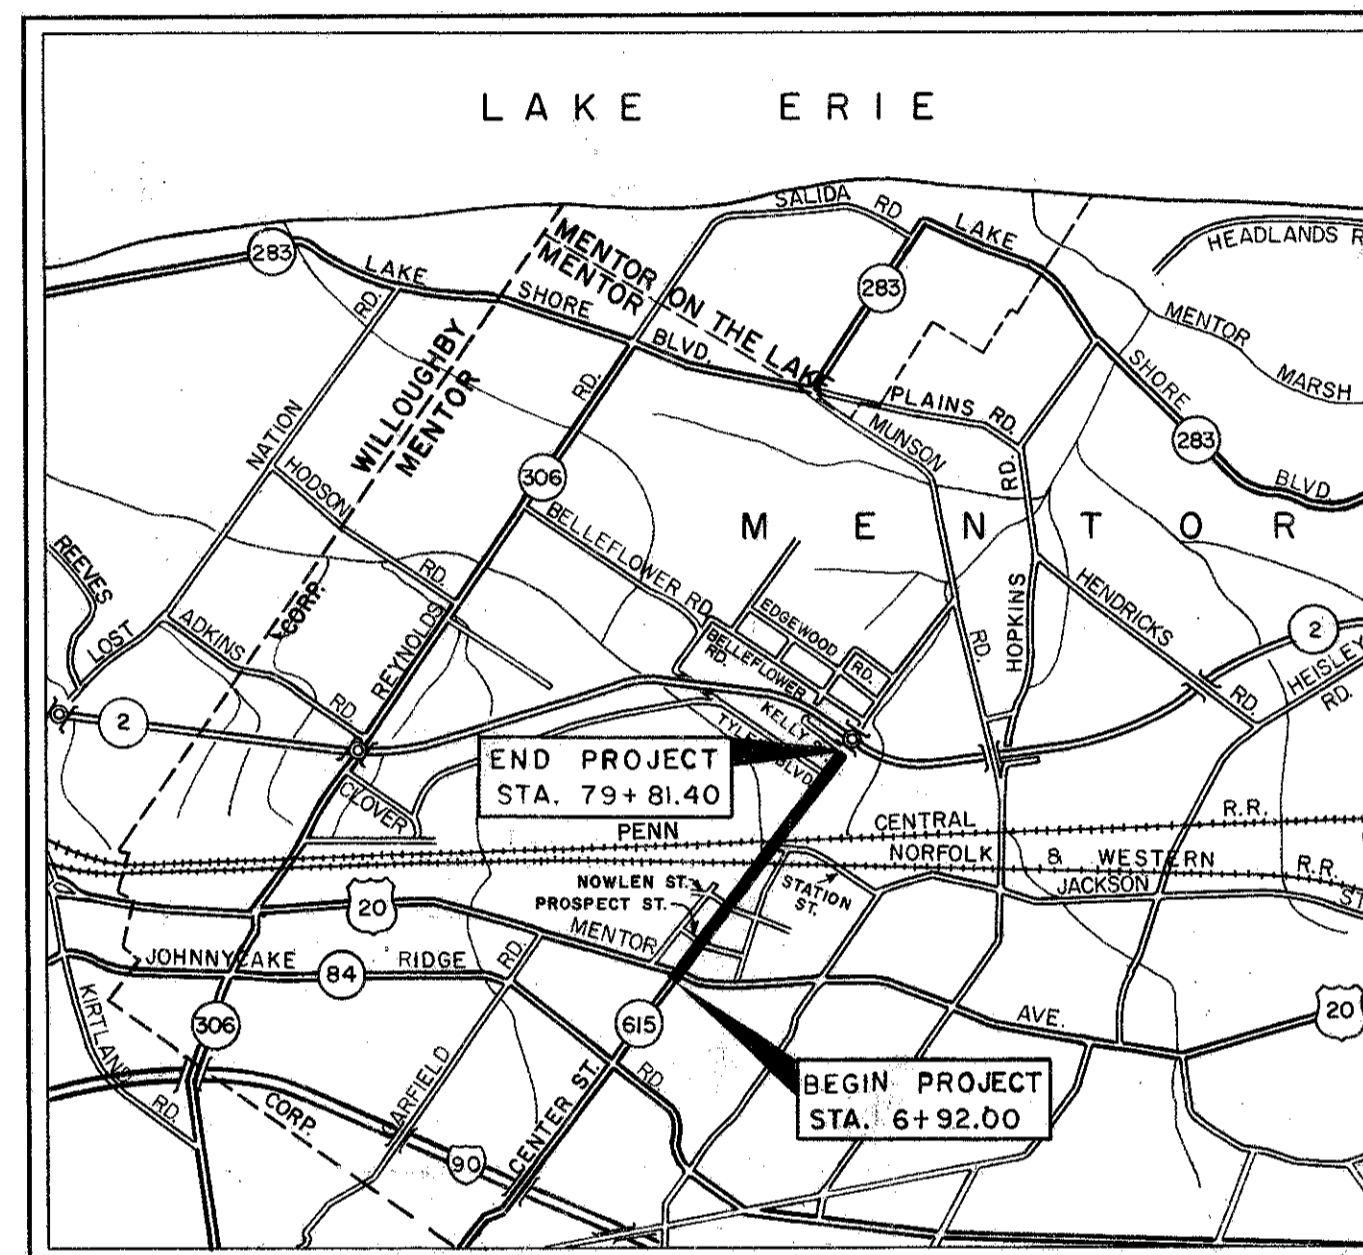 LAKE ERIE
SALIDA RD
LAKE
HEADLANDS R
283
LAKE
MENTOR ON THE LAKE
MENTOR
283
RD.
SHORE
MENTOR
MARSH
WILLOUGHBY
MENTOR
BLVD.
SHORE
RD.
PLAINS RD.
MUNSON
283
NATION
HODSON
306
RD.
BLVD
BELLEFLOWER RD.
MENTOR
REEVES
CORP.
RD.
HOPKINS
HENDRICKS
EDGEWOOD
RD.
2
LOST
ADKINS
REYNOLDS
BELLEFLOWER
RD.
RD.
HEISLEY
RD.
RD.
RD.
2
KELLY
BLVD
END PROJECT
STA. 79+81.40
CLOVER
PENN CENTRAL R.R.
NORFOLK & WESTERN R.R.
NOWLEN ST.
STATION
ST.
JACKSON ST
20
PROSPECT ST.
MENTOR
JOHNNYCAKE RIDGE
84
RD.
KIRTLAND
306
615
AVE.
20
GARFIELD
RD.
BEGIN PROJECT
STA. 6+92.00
RD.
CORP.
CENTER ST.
90